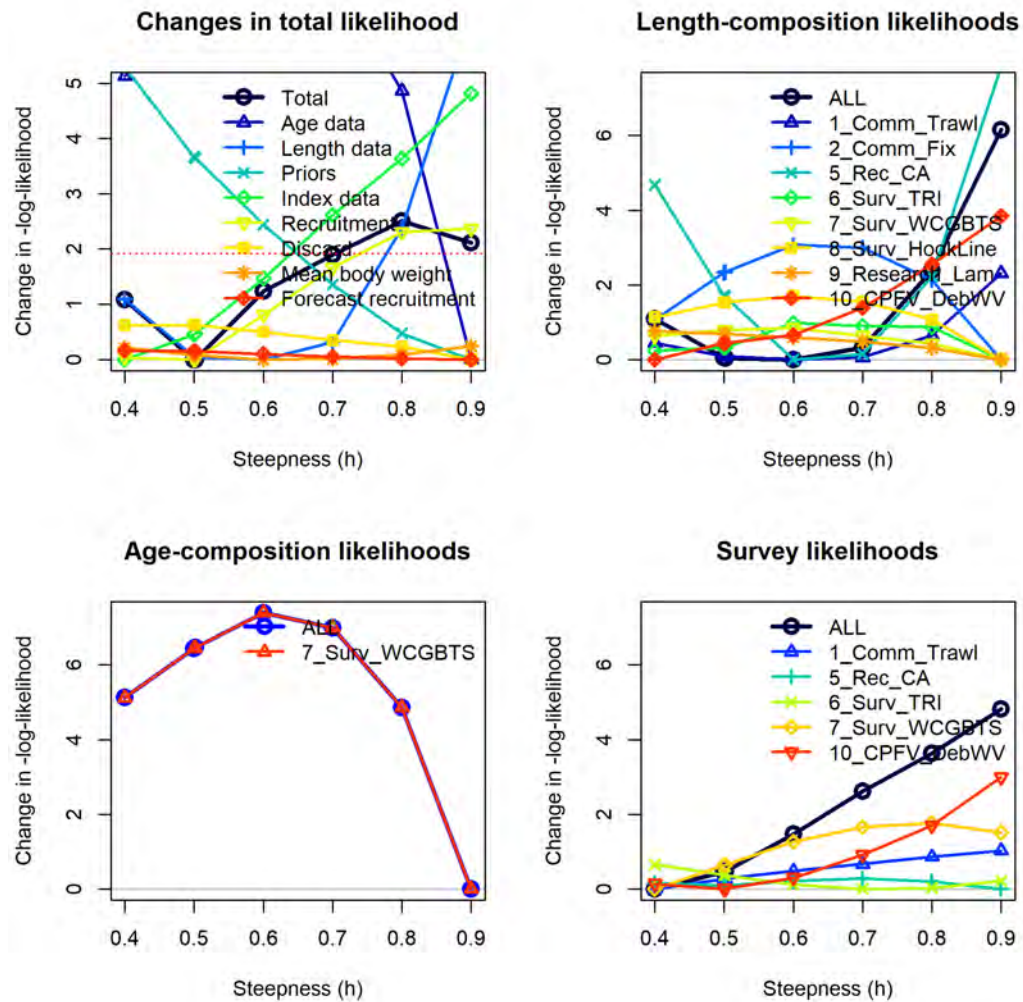 Changes in total likelihood
Change in -log-likelihood
5
4
3
2
1
0
Total
Age data
Length data
Priors
Index data
Recruitment
Discard
Mean body weight
Forecast recruitment
0.4 0.5 0.6 0.7 0.8 0.9
Steepness (h)
Length-composition likelihoods
Change in -log-likelihood
6
4
2
0
ALL
1_Comm_Trawl
2_Comm_Fix
5_Rec_CA
6_Surv_TRI
7_Surv_WCGBTS
8_Surv_HookLine
9_Research_Lam
10_CPFV_DebWV
0.4 0.5 0.6 0.7 0.8 0.9
Steepness (h)
Age-composition likelihoods
Change in -log-likelihood
6
4
2
0
ALL
7_Surv_WCGBTS
0.4 0.5 0.6 0.7 0.8 0.9
Steepness (h)
Survey likelihoods
Change in -log-likelihood
6
4
2
0
ALL
1_Comm_Trawl
5_Rec_CA
6_Surv_TRI
7_Surv_WCGBTS
10_CPFV_DebWV
0.4 0.5 0.6 0.7 0.8 0.9
Steepness (h)